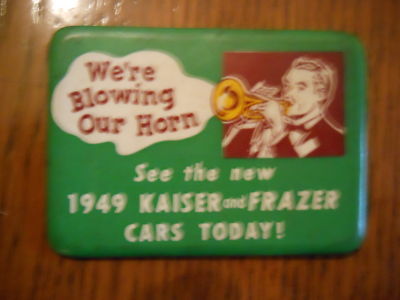 We're
Blowing
Our Horn
See the new
1949 KAISER and FRAZER
CARS TODAY!